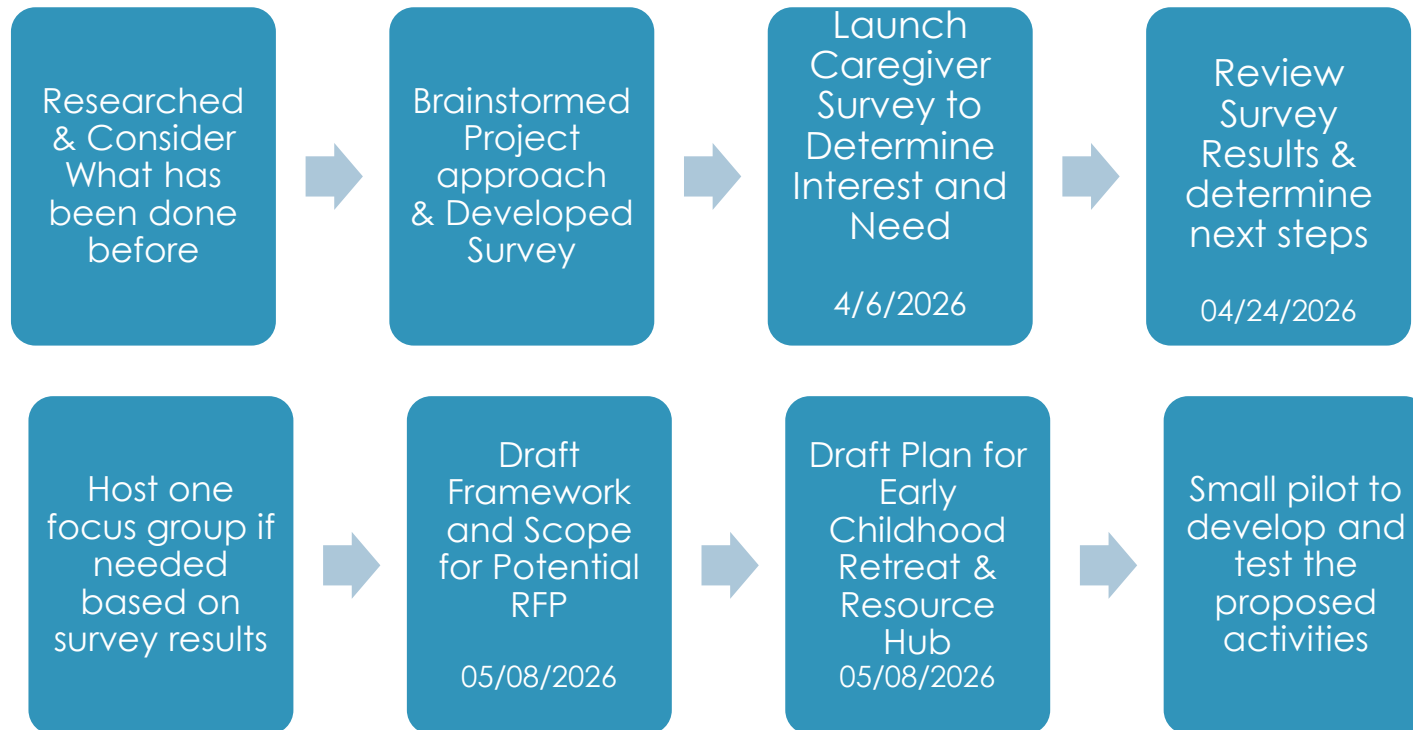 Researched
& Consider
What has
been done
before
Brainstormed
Project
approach
& Developed
Survey
Launch
Caregiver
Survey to
Determine
Interest and
Need
4/6/2026
Review
Survey
Results &
determine
next steps
04/24/2026
Host one
focus group if
needed
based on
survey results
Draft
Framework
and Scope
for Potential
RFP
05/08/2026
Draft Plan for
Early
Childhood
Retreat &
Resource
Hub
05/08/2026
Small pilot to
develop and
test the
proposed
activities